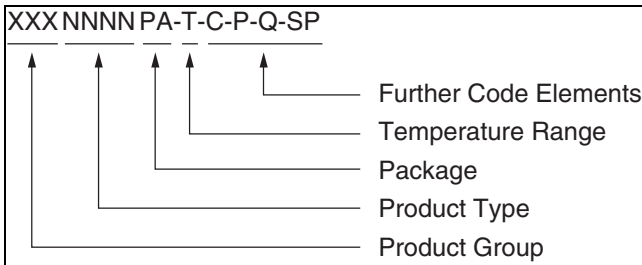 XXX NNNN PA-T-C-P-Q-SP
Further Code Elements
Temperature Range
Package
Product Type
Product Group